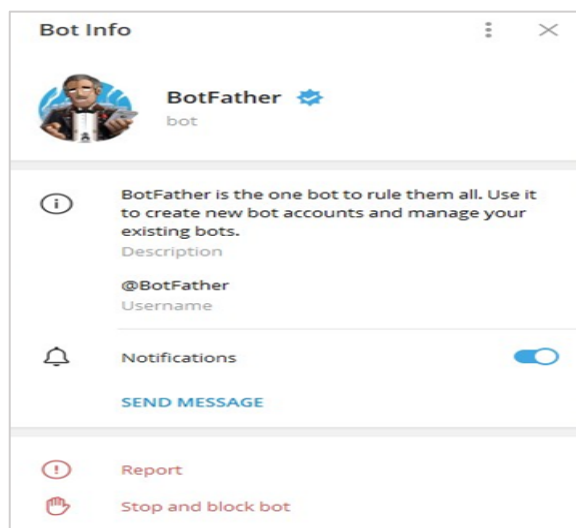 Bot Info
BotFather
bot
BotFather is the one bot to rule them all. Use it
to create new bot accounts and manage your
existing bots.
Description
@BotFather
Username
Notifications
SEND MESSAGE
Report
Stop and block bot